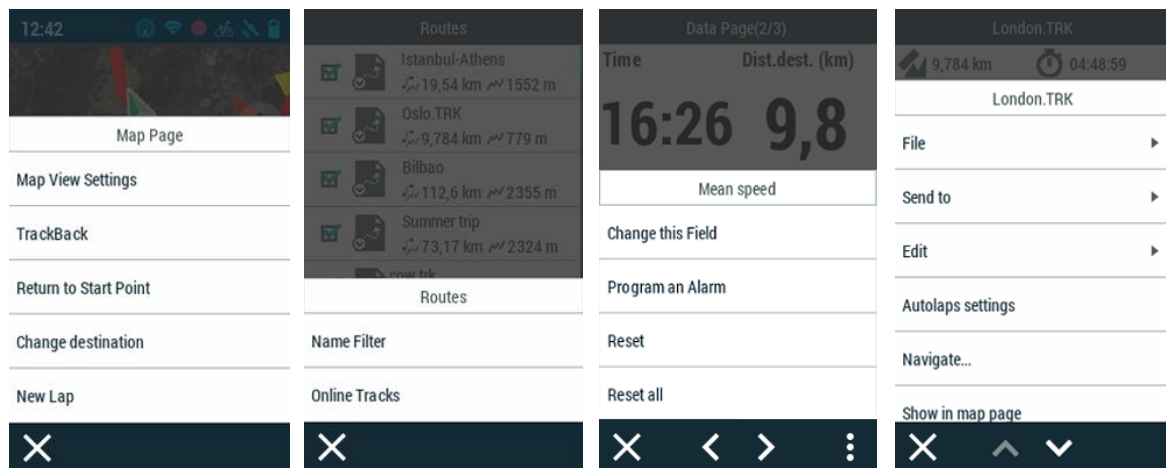 12:42
Map Page
Map View Settings
TrackBack
Return to Start Point
Change destination
New Lap
Routes
Istanbul-Athens
19,54 km 1552 m
Oslo.TRK
9,784 km 779 m
Bilbao
112,6 km 2355 m
Summer trip
73,17 km 2324 m
cow.trk
Routes
Name Filter
Online Tracks
Data Page(2/3)
Time Dist.dest. (km)
16:26 9,8
Mean speed
Change this Field
Program an Alarm
Reset
Reset all
London.TRK
9,784 km 04:48:59
London.TRK
File
Send to
Edit
Autolaps settings
Navigate...
Show in map page